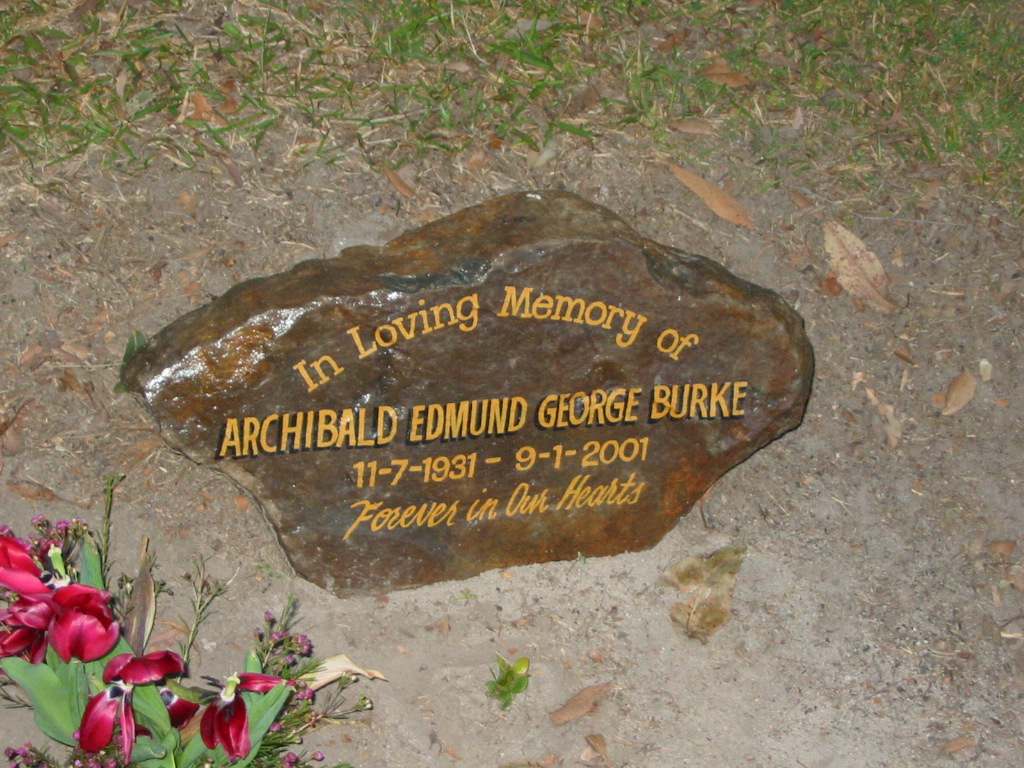 In Loving Memory of
ARCHIBALD EDMUND GEORGE BURKE
11-7-1931 - 9-1-2001
Forever in Our Hearts